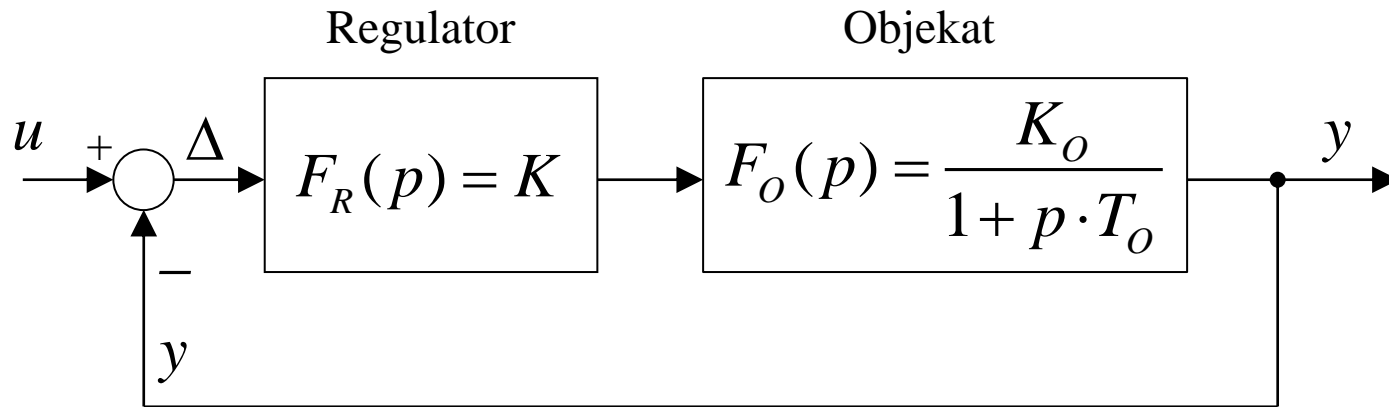 Regulator Objekat
u + Δ F_R(p) = K F_O(p) = K_O / (1 + p · T_O) y
−
y